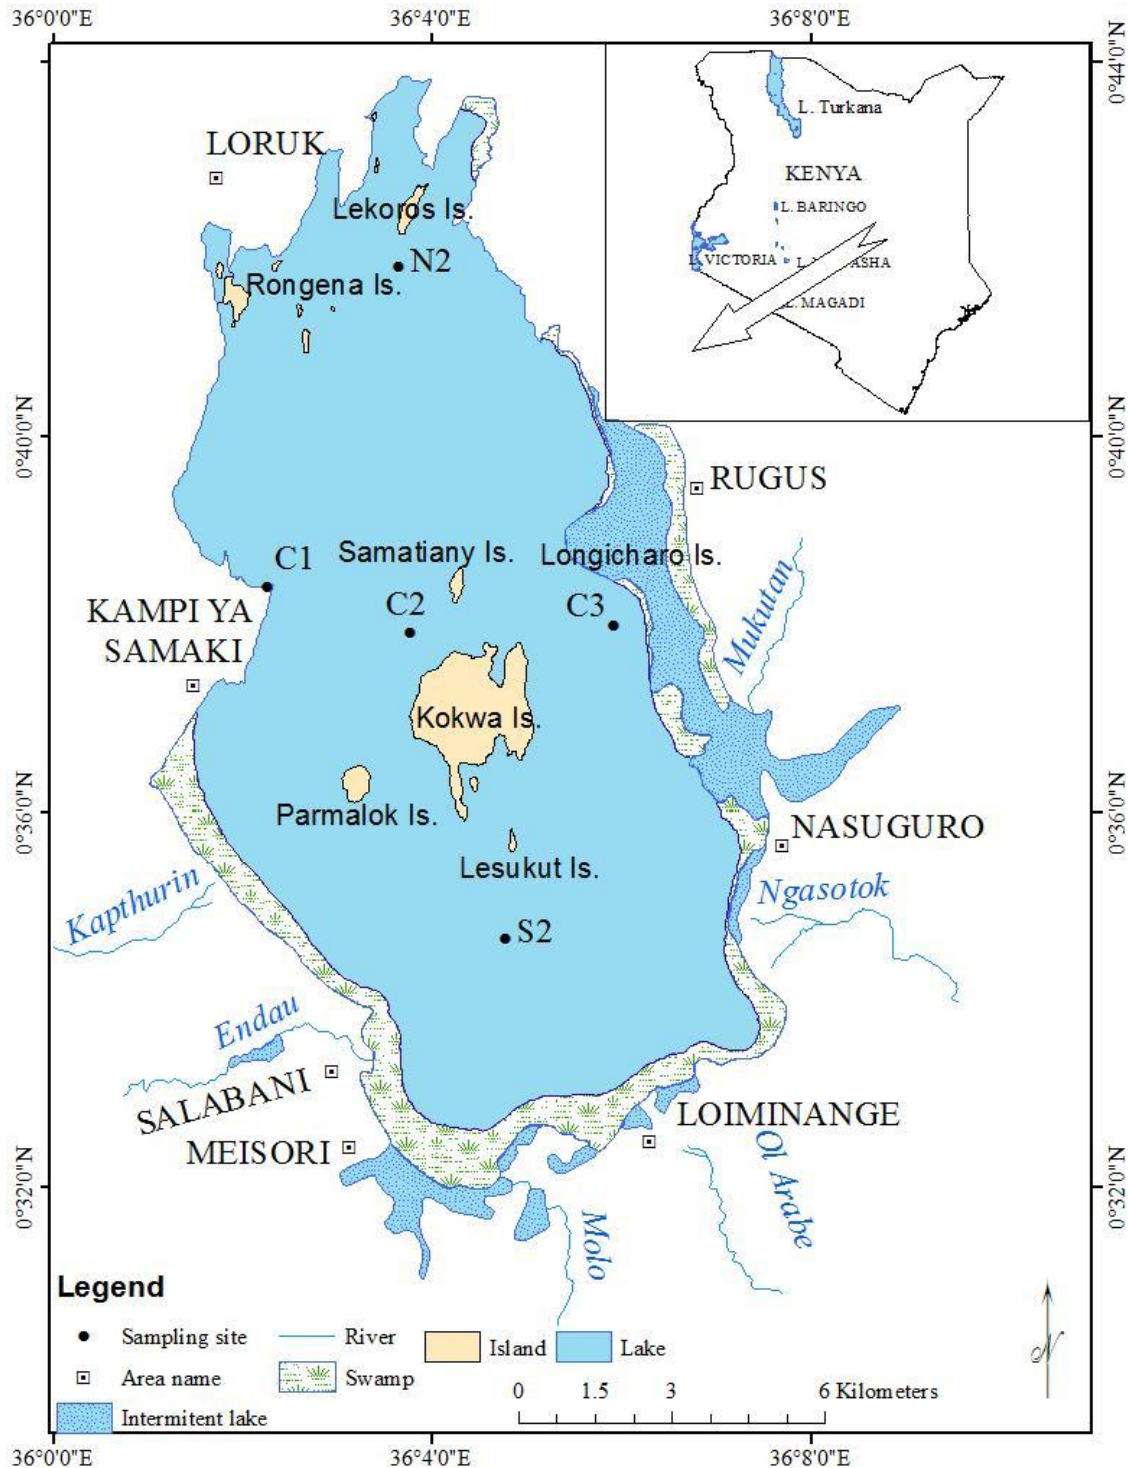 36°0'0"E
36°4'0"E
36°8'0"E
0°44'0"N
L. Turkana
LORUK
KENYA
L. BARINGO
Lekoros Is.
N2
L. VICTORIA
ASHA
Rongena Is.
L. MAGADI
0°40'0"N
0°40'0"N
RUGUS
Samatiany Is.
Longicharo Is.
C1
C2
C3
KAMPI YA
SAMAKI
Mukutan
Kokwa Is.
Parmalok Is.
0°36'0"N
0°36'0"N
NASUGURO
Lesukut Is.
Ngasotok
Kapthurin
S2
Endau
SALABANI
LOIMINANGE
MEISORI
Ol Arabe
0°32'0"N
0°32'0"N
Molo
Legend
Sampling site
River
Island
Lake
Area name
Swamp
Intermitent lake
0 1.5 3 6 Kilometers
N
36°0'0"E
36°4'0"E
36°8'0"E